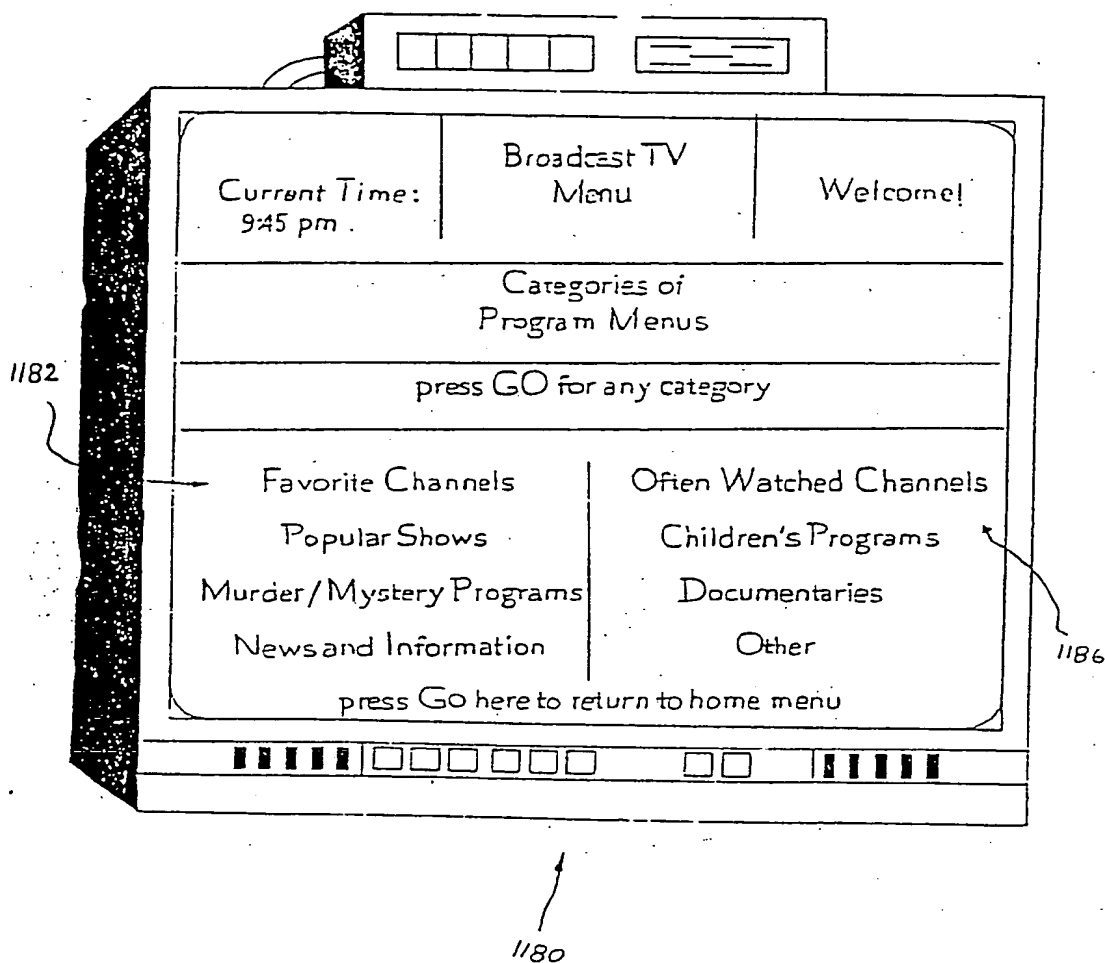 Broadcast TV
Menu
Current Time:
9:45 pm
Welcome!
Categories of
Program Menus
press GO for any category
1182
Favorite Channels
Often Watched Channels
Popular Shows
Children's Programs
Murder/Mystery Programs
Documentaries
News and Information
Other
1186
press Go here to return to home menu
1180